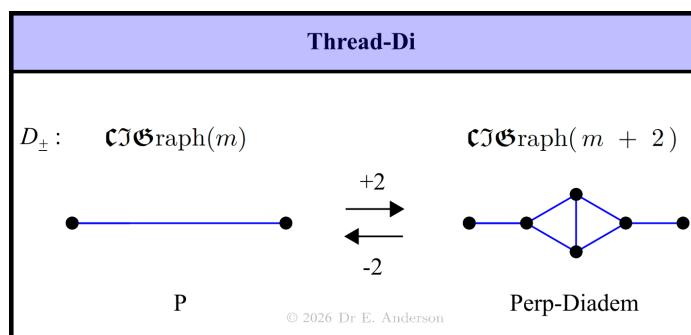 Thread-Di
D± : ℭℑ𝔊raph(m) ℭℑ𝔊raph( m + 2 )
+2
-2
P Perp-Diadem
© 2026 Dr E. Anderson